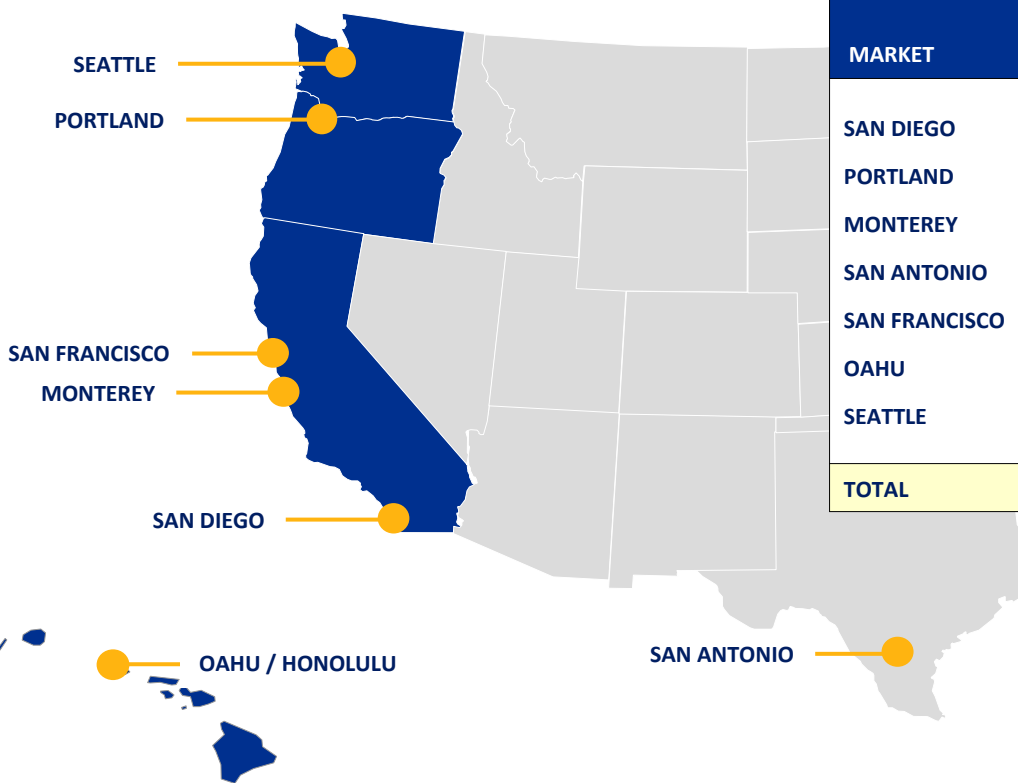 SEATTLE
PORTLAND
SAN FRANCISCO
MONTEREY
SAN DIEGO
OAHU / HONOLULU
SAN ANTONIO
MARKET
SAN DIEGO
PORTLAND
MONTEREY
SAN ANTONIO
SAN FRANCISCO
OAHU
SEATTLE
TOTAL